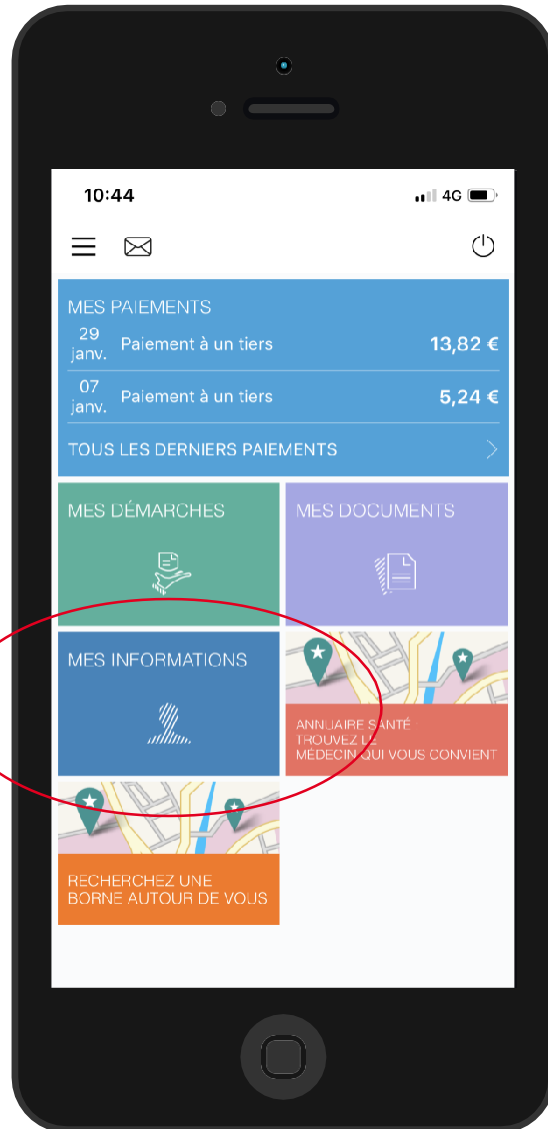 10:44 4G
MES PAIEMENTS
29
janv. Paiement à un tiers 13,82 €
07
janv. Paiement à un tiers 5,24 €
TOUS LES DERNIERS PAIEMENTS
MES DÉMARCHES
MES DOCUMENTS
MES INFORMATIONS
ANNUAIRE SANTÉ -
TROUVEZ LE
MÉDECIN QUI VOUS CONVIENT
RECHERCHEZ UNE
BORNE AUTOUR DE VOUS